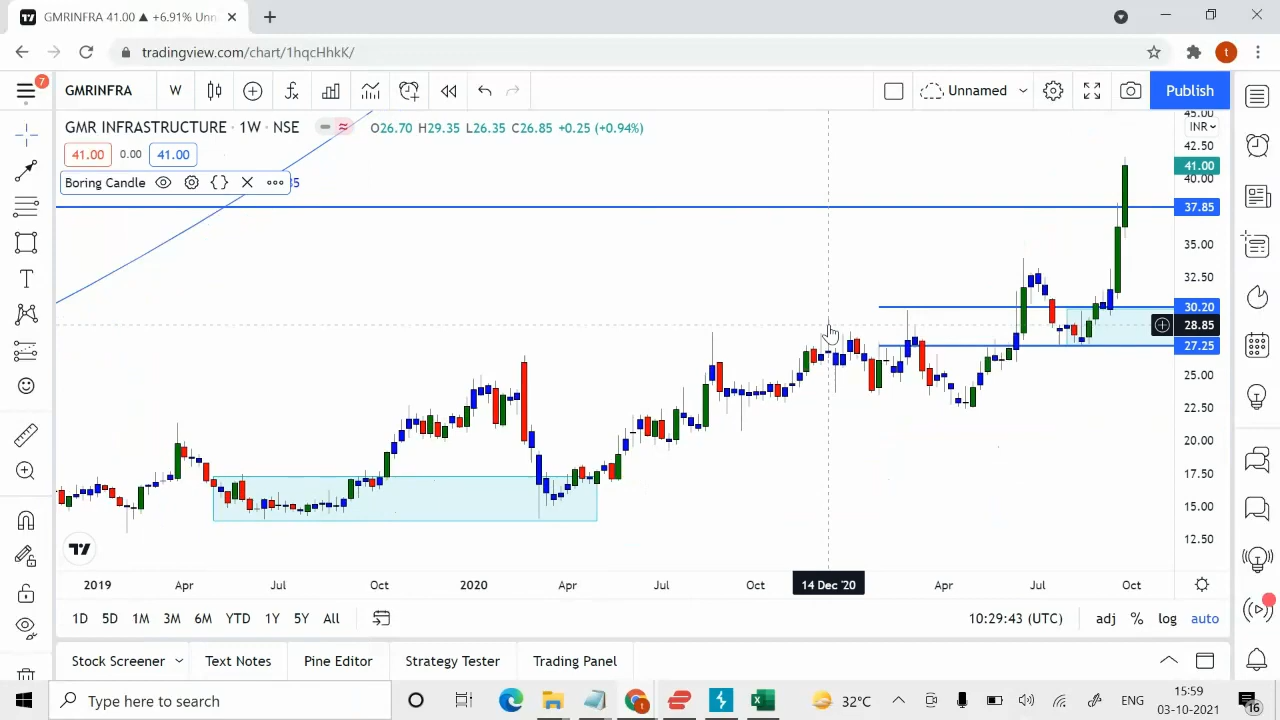 GMRINFRA 41.00 ▲ +6.91% Unn
tradingview.com/chart/1hqcHhkK/
t
7
GMRINFRA
W
Unnamed
Publish
GMR INFRASTRUCTURE · 1W · NSE
O26.70 H29.35 L26.35 C26.85 +0.25 (+0.94%)
45.00
INR
41.00 0.00 41.00
42.50
41.00
40.00
Boring Candle
37.85
35.00
32.50
30.20
28.85
27.25
25.00
22.50
20.00
17.50
15.00
12.50
2019 Apr Jul Oct 2020 Apr Jul Oct 14 Dec '20 Apr Jul Oct
1D 5D 1M 3M 6M YTD 1Y 5Y All
10:29:43 (UTC) adj % log auto
Stock Screener Text Notes Pine Editor Strategy Tester Trading Panel
Type here to search
32°C
ENG
15:59
03-10-2021
16